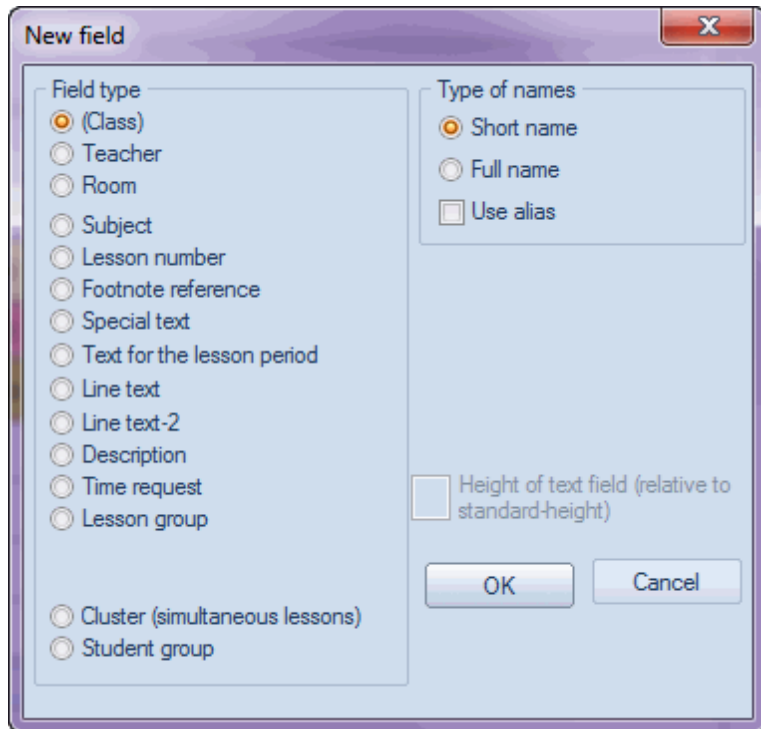 New field
Field type
(Class)
Teacher
Room
Subject
Lesson number
Footnote reference
Special text
Text for the lesson period
Line text
Line text-2
Description
Time request
Lesson group
Cluster (simultaneous lessons)
Student group
Type of names
Short name
Full name
Use alias
Height of text field (relative to
standard-height)
OK
Cancel